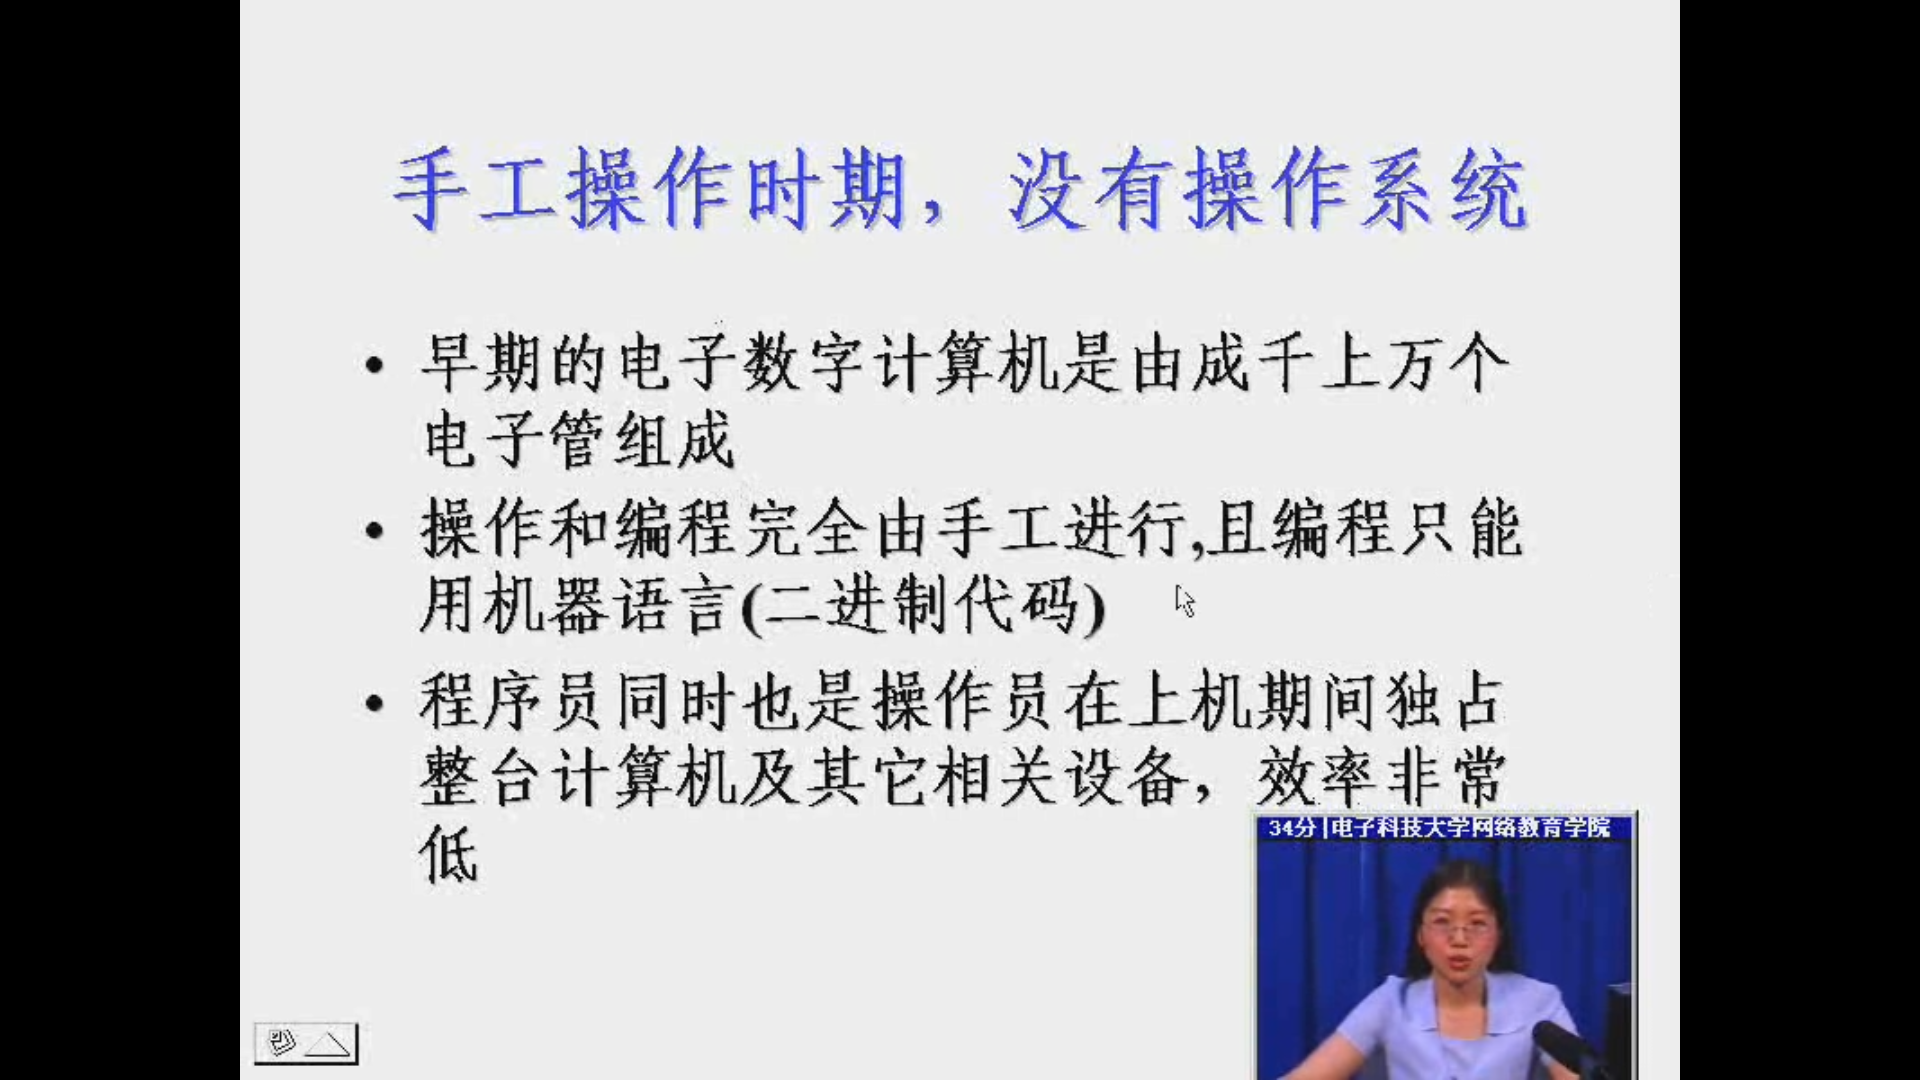 手工操作时期，没有操作系统
• 早期的电子数字计算机是由成千上万个
电子管组成
• 操作和编程完全由手工进行,且编程只能
用机器语言(二进制代码)
• 程序员同时也是操作员在上机期间独占
整台计算机及其它相关设备，效率非常
低
34分|电子科技大学网络教育学院